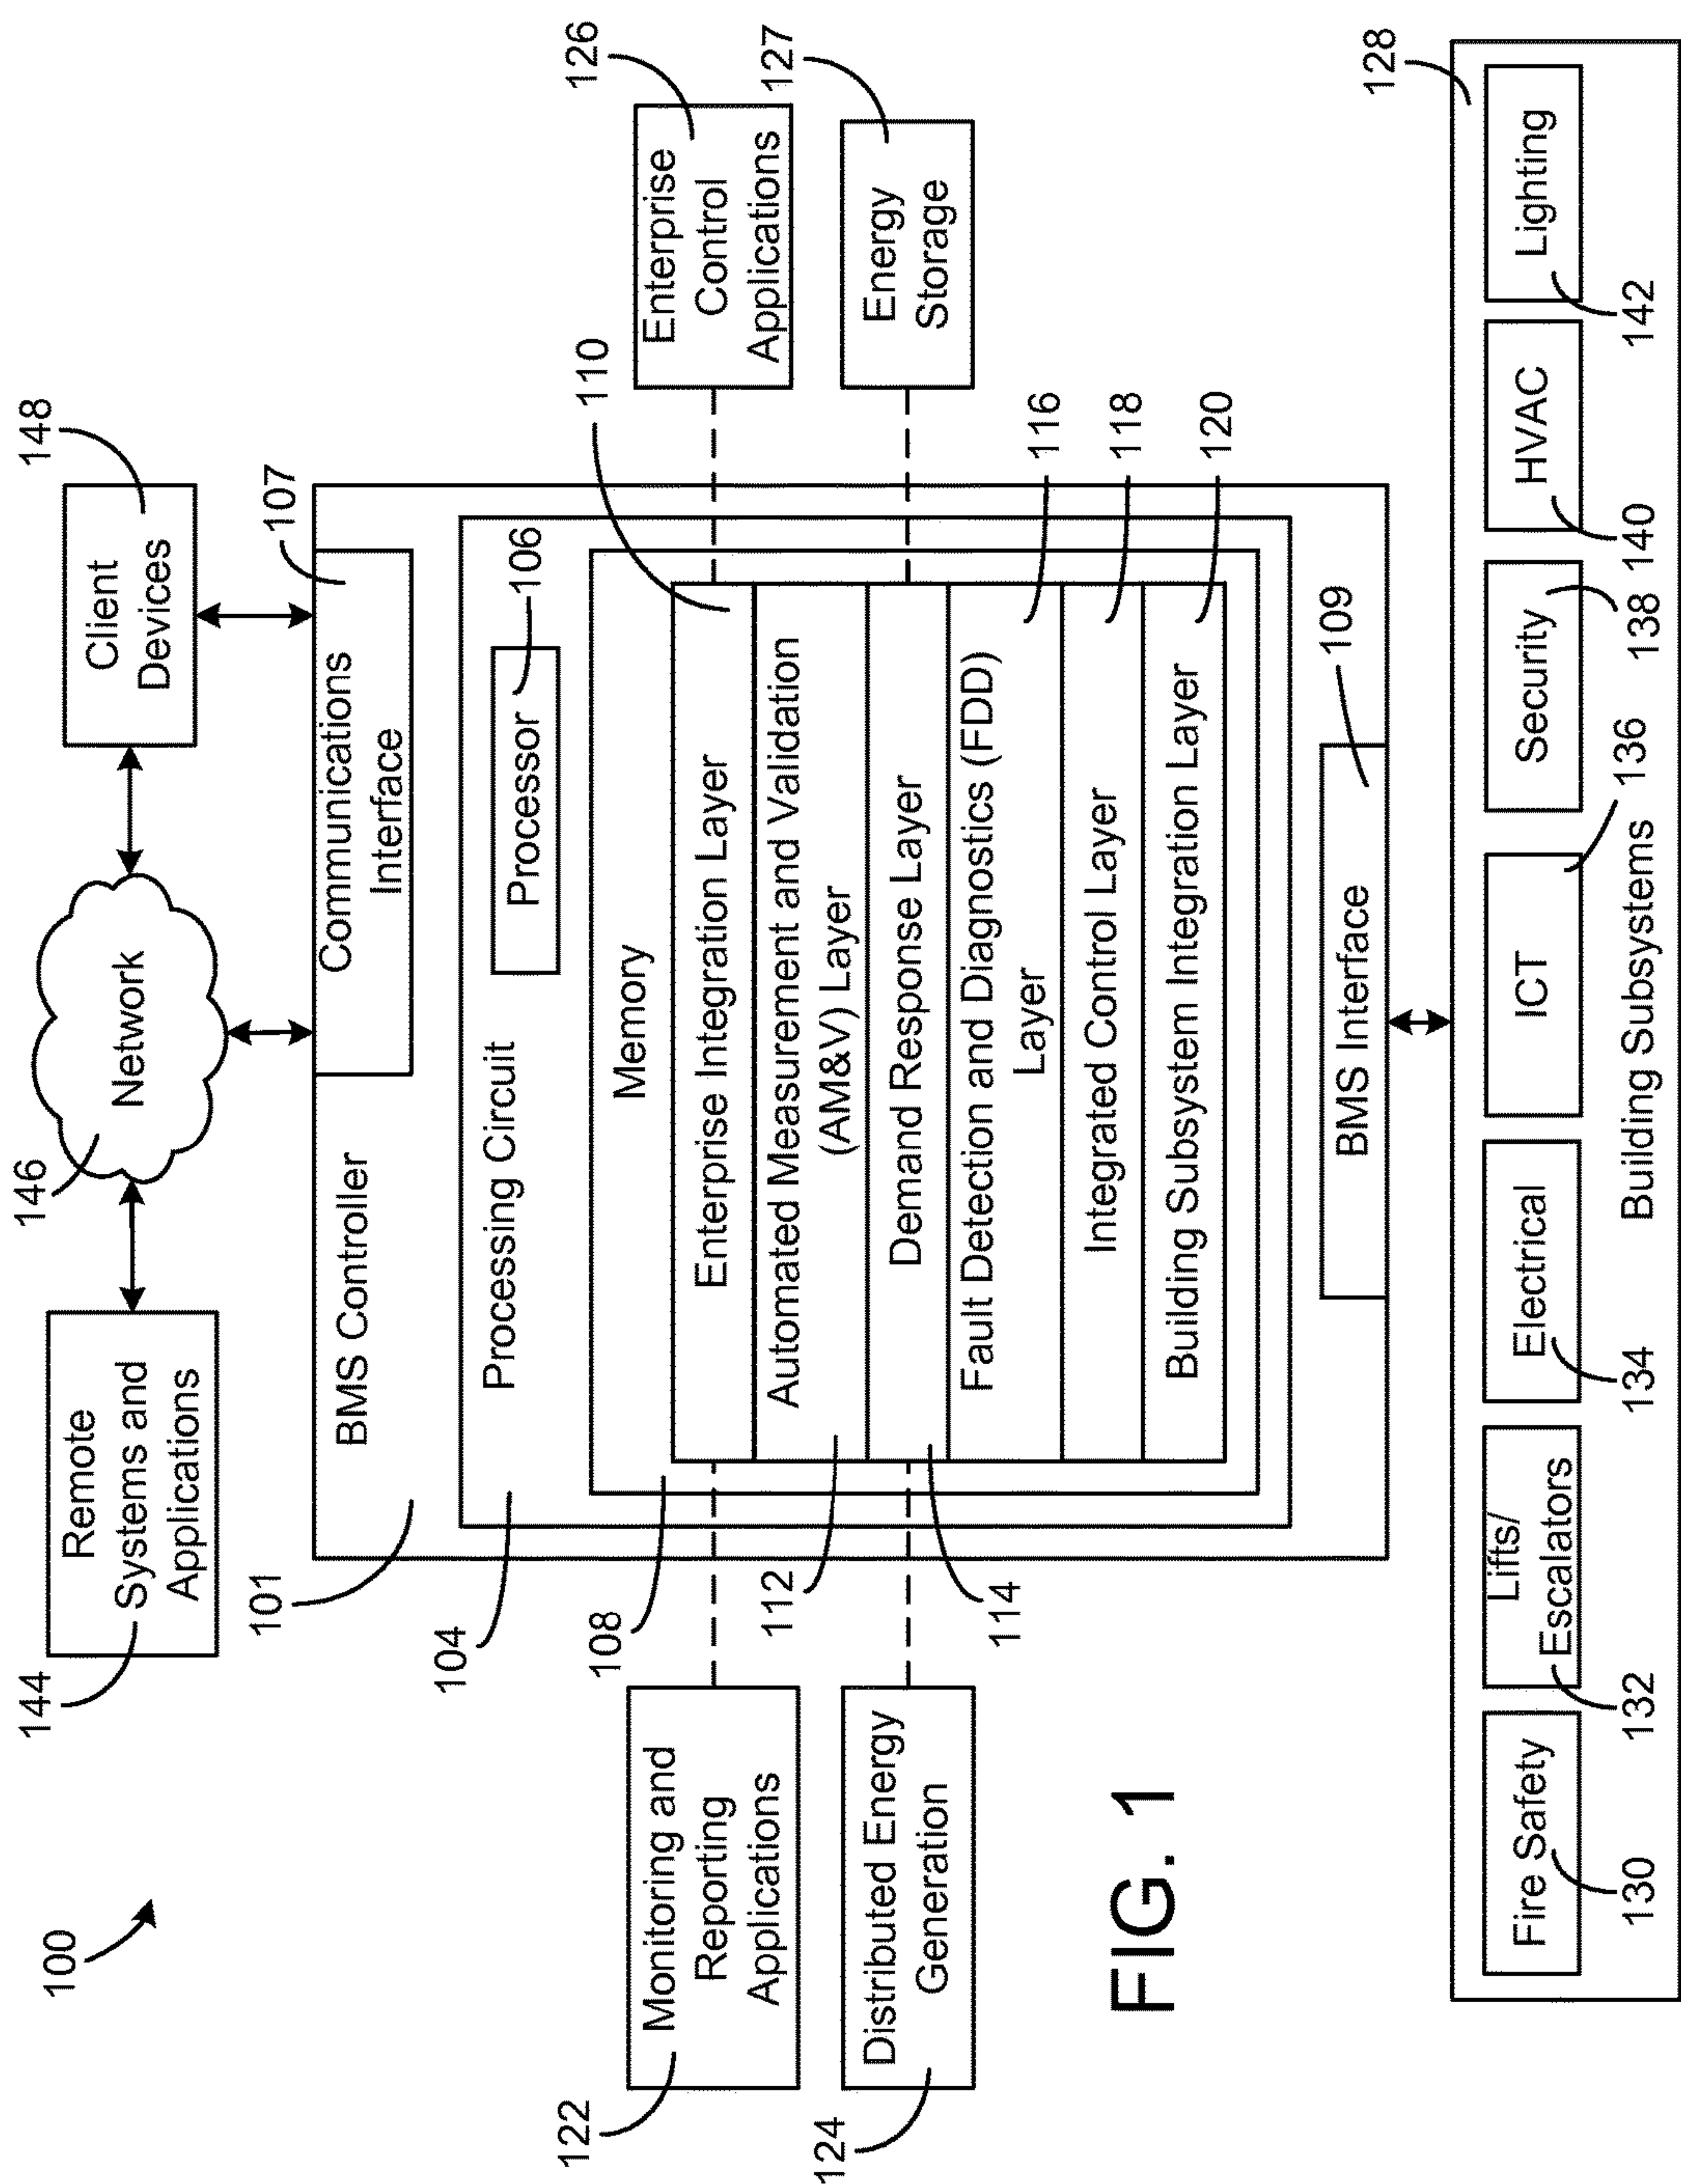 100
144
Remote
Systems and
Applications
146
Network
148
Client
Devices
101
BMS Controller
Communications
Interface
107
104
Processing Circuit
Processor
106
108
Memory
110
Enterprise Integration Layer
Automated Measurement and Validation
(AM&V) Layer
112
Demand Response Layer
114
Fault Detection and Diagnostics (FDD)
Layer
116
Integrated Control Layer
118
Building Subsystem Integration Layer
120
BMS Interface
109
122
Monitoring and
Reporting
Applications
124
Distributed Energy
Generation
126
Enterprise
Control
Applications
127
Energy
Storage
128
Fire Safety
130
Lifts/
Escalators
132
Electrical
134
ICT
136
Security
138
HVAC
140
Lighting
142
Building Subsystems
FIG. 1